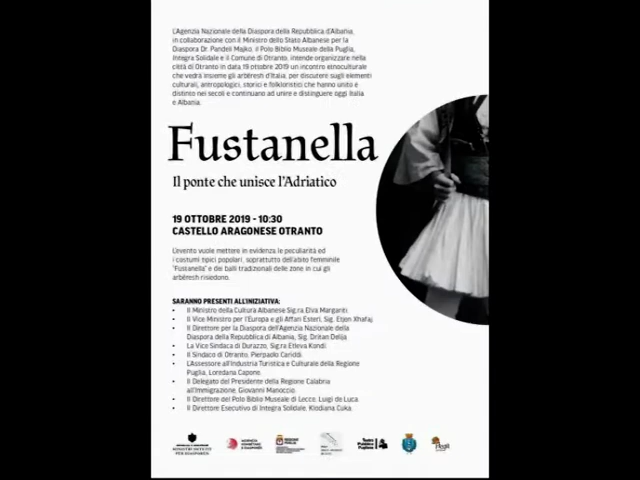 L'Agenzia Nazionale della Diaspora della Repubblica d'Albania,
in collaborazione con il Ministro dello Stato Albanese per la
Diaspora Dr. Pandeli Majko, il Polo Biblio Museale della Puglia,
Integra Solidale e il Comune di Otranto, intende organizzare nella
città di Otranto in data 19 ottobre 2019 un incontro etnoculturale
che vedrà insieme gli arbëresh d'Italia, per discutere sugli elementi
culturali, antropologici, storici e folkloristici che hanno unito e
distinto nei secoli e continuano ad unire e distinguere oggi Italia
e Albania.
Fustanella
Il ponte che unisce l'Adriatico
19 OTTOBRE 2019 - 10:30
CASTELLO ARAGONESE OTRANTO
L'evento vuole mettere in evidenza le peculiarità ed
i costumi tipici popolari, soprattutto dell'abito femminile
"Fustanella" e dei balli tradizionali delle zone in cui gli
arbëresh risiedono.
SARANNO PRESENTI ALL'INIZIATIVA:
• Il Ministro della Cultura Albanese Sig.ra Elva Margariti.
• Il Vice Ministro per l'Europa e gli Affari Esteri, Sig. Etjen Xhafaj
• Il Direttore per la Diaspora dell'Agenzia Nazionale della
Diaspora della Repubblica di Albania, Sig. Dritan Delija.
• La Vice Sindaca di Durazzo, Sig.ra Etleva Kondi.
• Il Sindaco di Otranto, Pierpaolo Cariddi.
• L'Assessore all'Industria Turistica e Culturale della Regione
Puglia, Loredana Capone.
• Il Delegato del Presidente della Regione Calabria
all'Immigrazione, Giovanni Manoccio.
• Il Direttore del Polo Biblio Museale di Lecce, Luigi de Luca.
• Il Direttore Esecutivo di Integra Solidale, Klodiana Cuka.
REGIONE
PUGLIA
Teatro
Pubblico
Pugliese